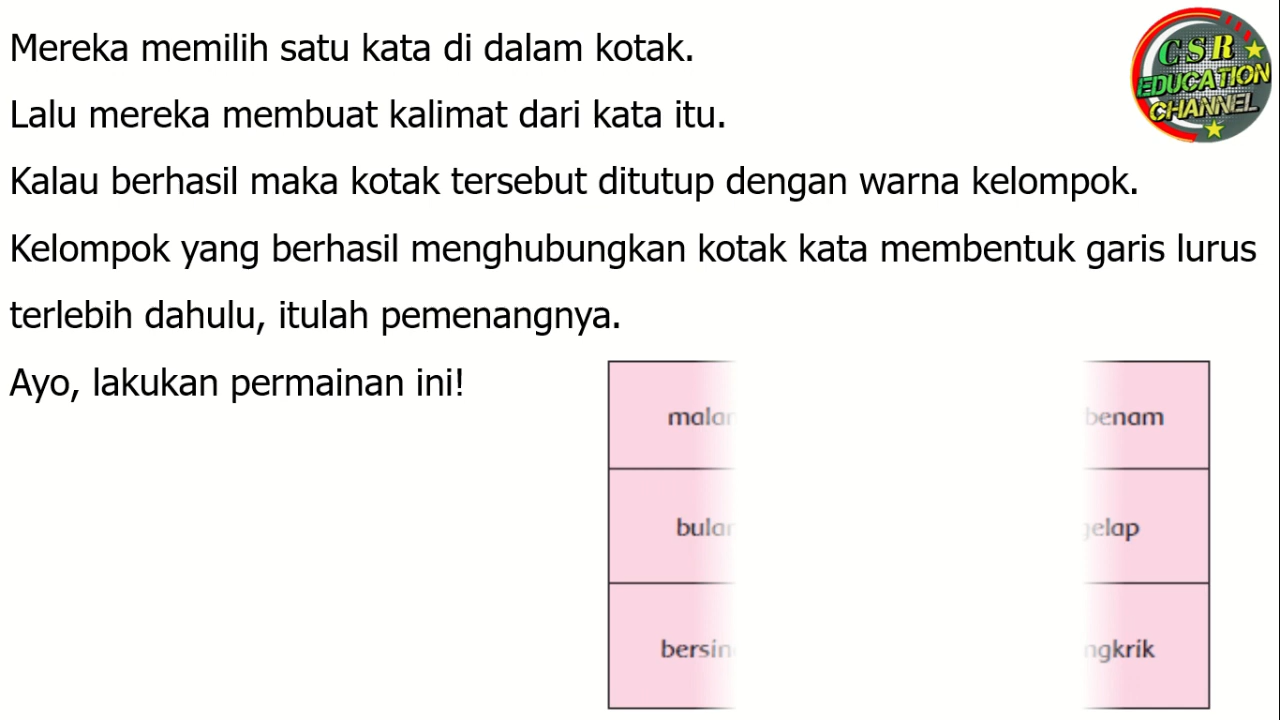 Mereka memilih satu kata di dalam kotak.
Lalu mereka membuat kalimat dari kata itu.
Kalau berhasil maka kotak tersebut ditutup dengan warna kelompok.
Kelompok yang berhasil menghubungkan kotak kata membentuk garis lurus
terlebih dahulu, itulah pemenangnya.
Ayo, lakukan permainan ini!
CSR
EDUCATION
CHANNEL